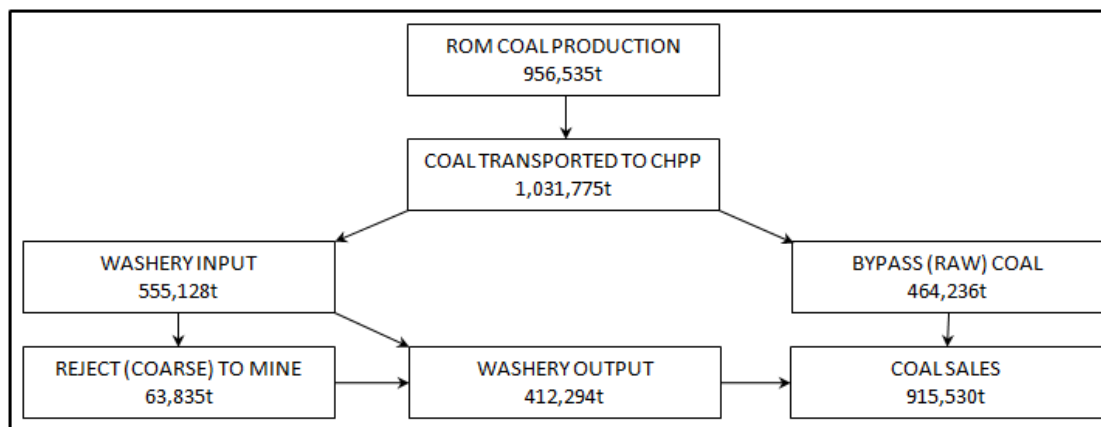 ROM COAL PRODUCTION
956,535t
COAL TRANSPORTED TO CHPP
1,031,775t
WASHERY INPUT
555,128t
BYPASS (RAW) COAL
464,236t
REJECT (COARSE) TO MINE
63,835t
WASHERY OUTPUT
412,294t
COAL SALES
915,530t